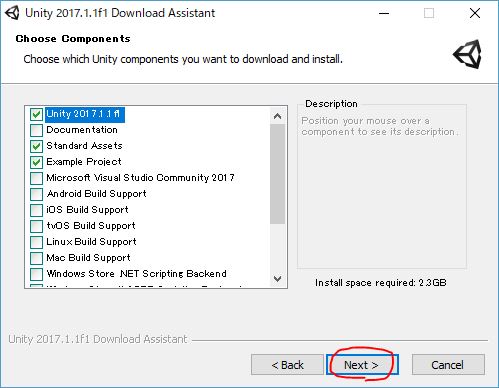 Unity 2017.1.1f1 Download Assistant
Choose Components
Choose which Unity components you want to download and install.
Unity 2017.1.1f1
Documentation
Standard Assets
Example Project
Microsoft Visual Studio Community 2017
Android Build Support
iOS Build Support
tvOS Build Support
Linux Build Support
Mac Build Support
Windows Store .NET Scripting Backend
Description
Position your mouse over a
component to see its description.
Install space required: 2.3GB
Unity 2017.1.1f1 Download Assistant
< Back
Next >
Cancel